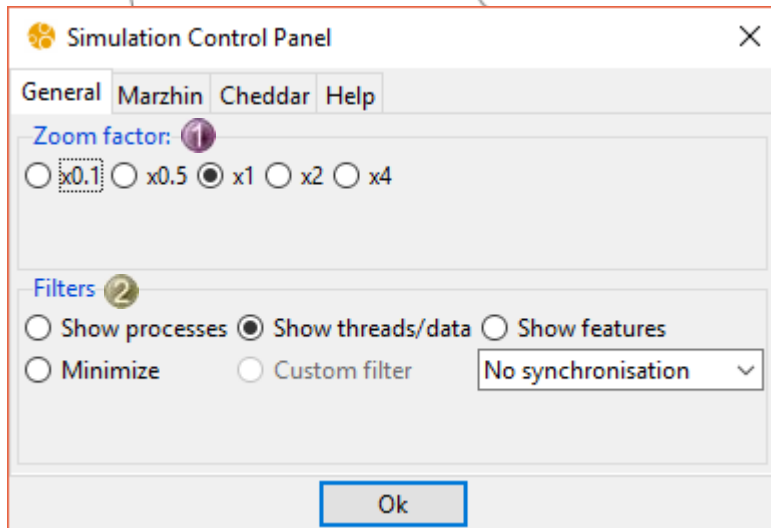 Simulation Control Panel
General Marzhin Cheddar Help
Zoom factor: 1
x0.1 x0.5 x1 x2 x4
Filters 2
Show processes Show threads/data Show features
Minimize Custom filter No synchronisation
Ok